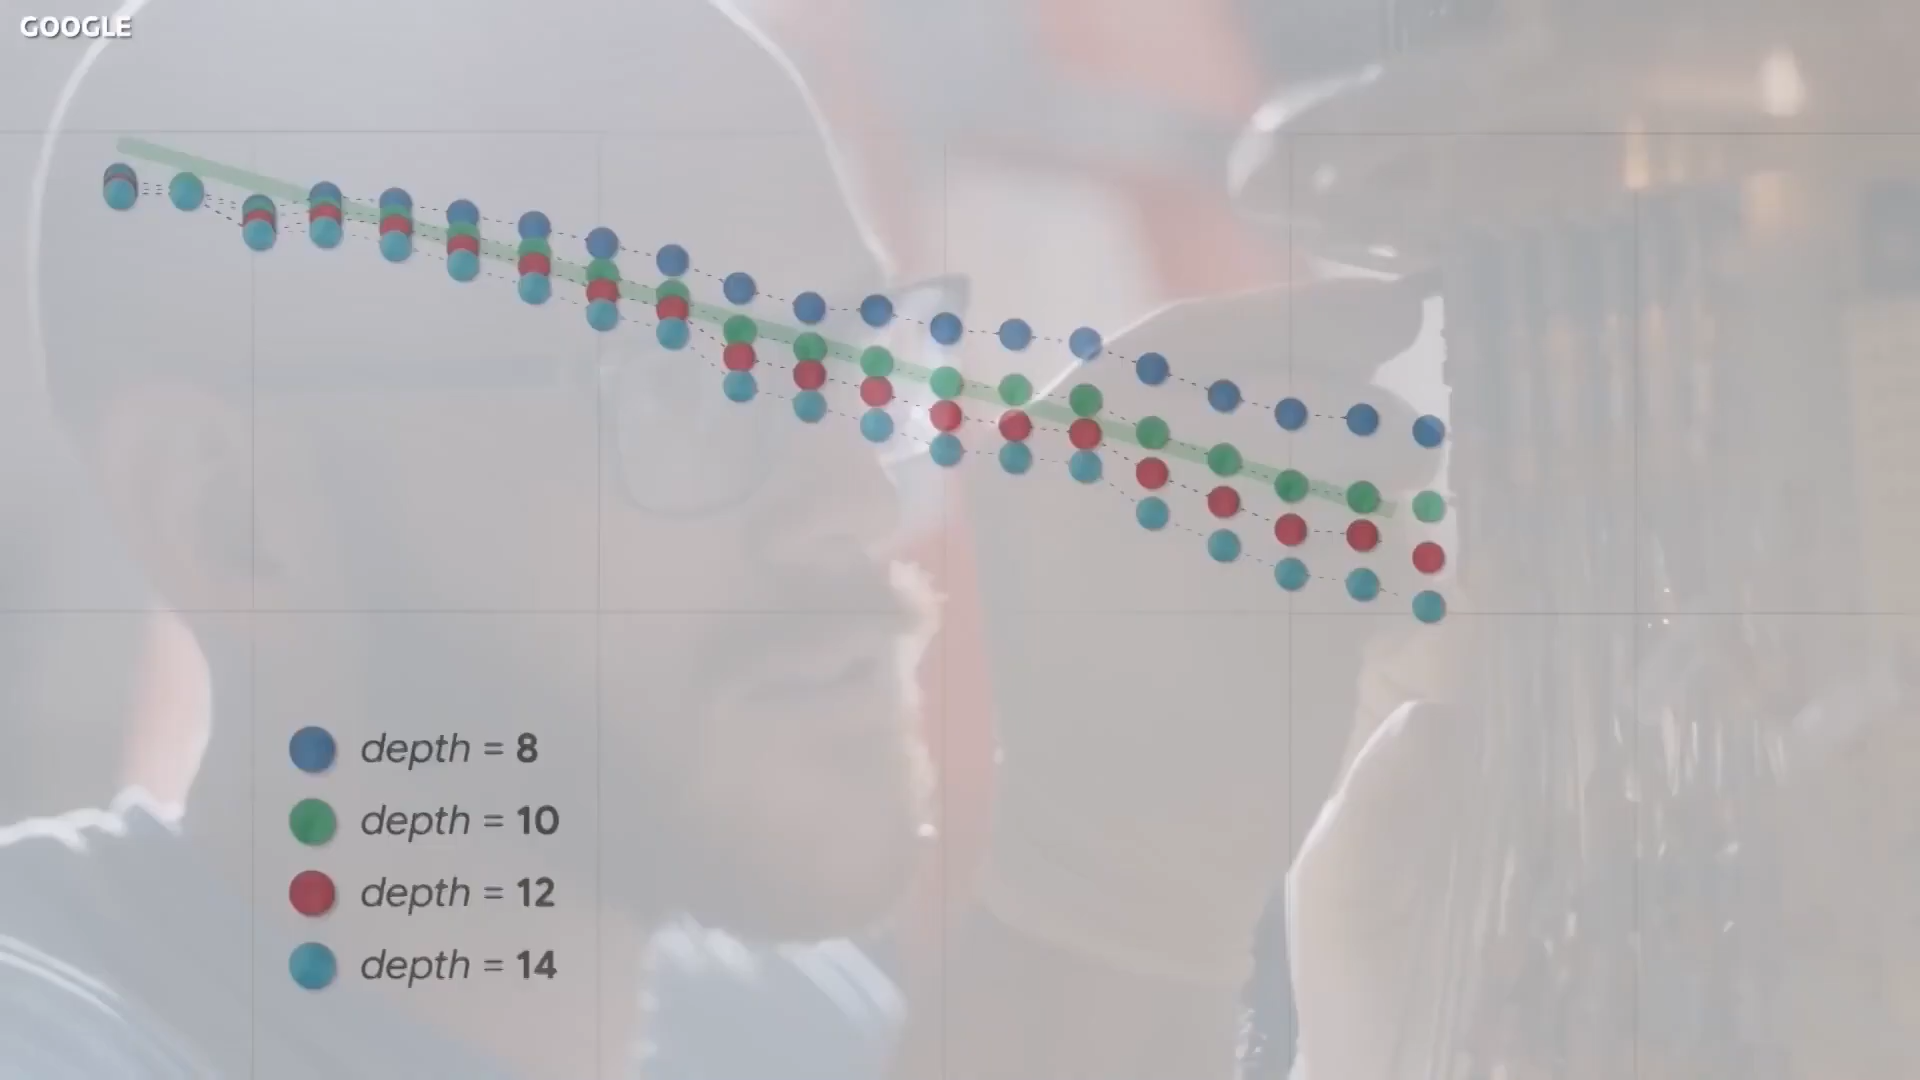 GOOGLE
depth = 8
depth = 10
depth = 12
depth = 14